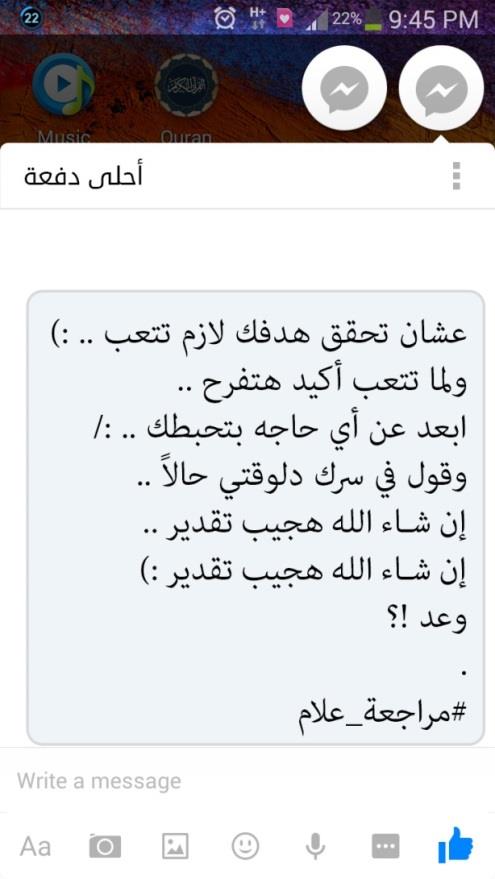 22
H+
22%
9:45 PM
Music
Quran
أحلى دفعة
عشان تحقق هدفك لازم تتعب .. :)
ولما تتعب أكيد هتفرح ..
ابعد عن أي حاجه بتحبطك .. :/
وقول في سرك دلوقتي حالاً ..
إن شـاء الله هجيب تقدير ..
إن شـاء الله هجيب تقدير :)
وعد !؟
.
#مراجعة_علام
Write a message
Aa